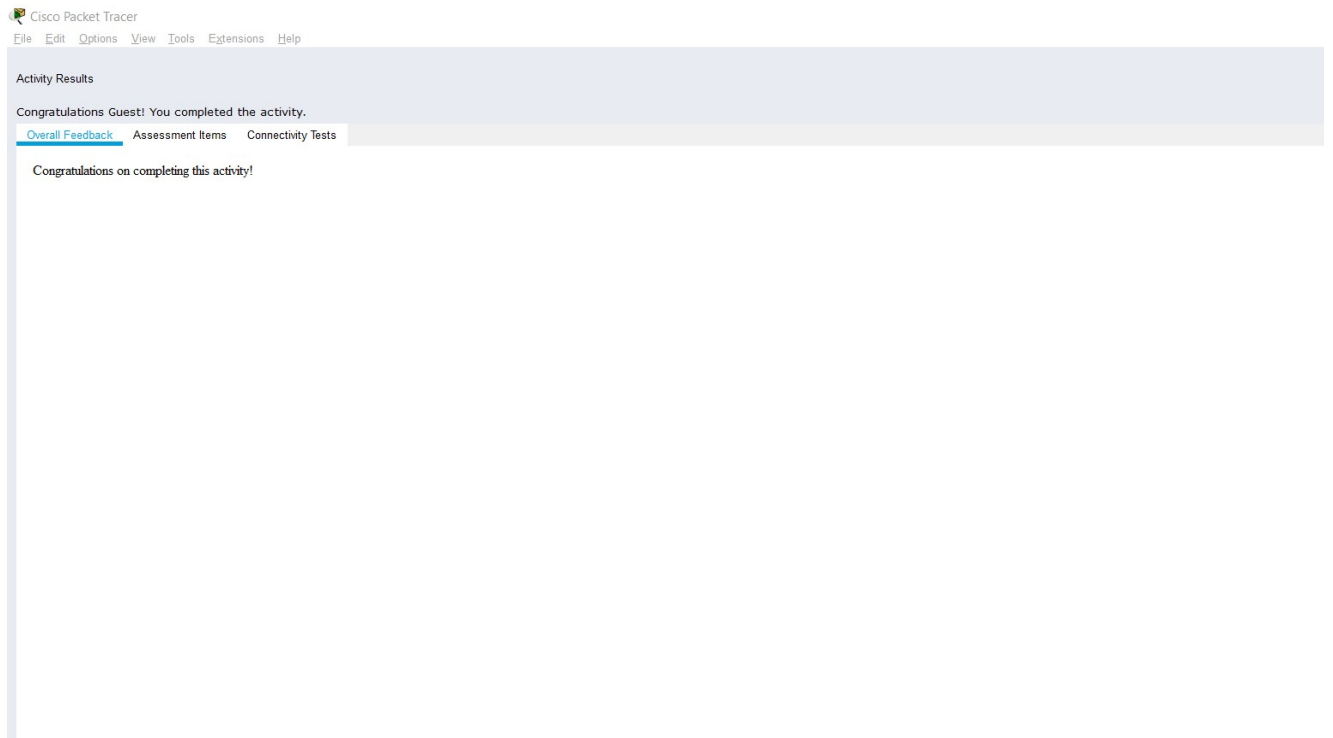 Cisco Packet Tracer
File Edit Options View Tools Extensions Help
Activity Results
Congratulations Guest! You completed the activity.
Overall Feedback Assessment Items Connectivity Tests
Congratulations on completing this activity!